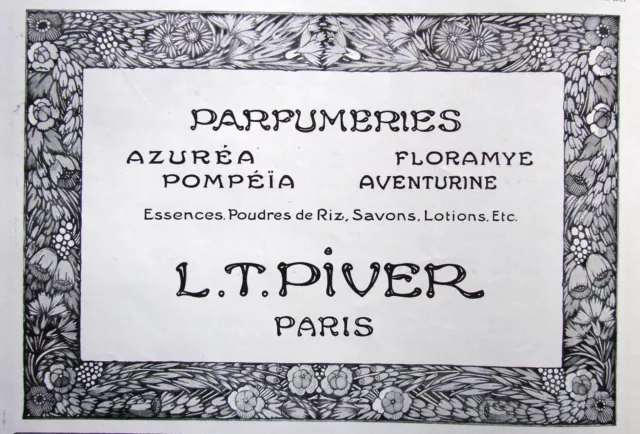 PARFUMERIES
AZURÉA FLORAMYE
POMPÉÏA AVENTURINE
Essences, Poudres de Riz, Savons, Lotions, Etc.
L.T. PIVER
PARIS